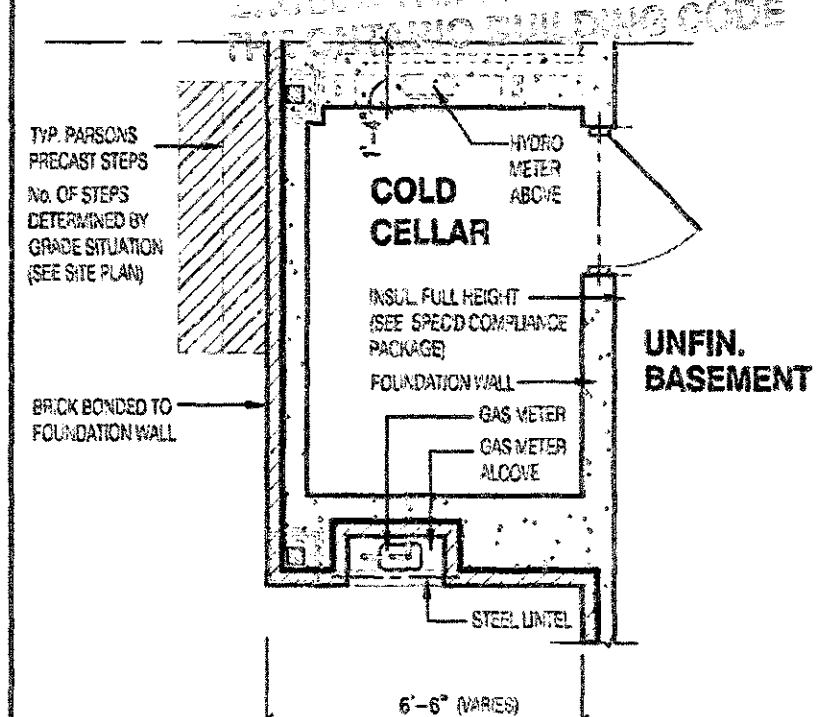 THE ONTARIO BUILDING CODE
TYP. PARSONS
PRECAST STEPS
No. OF STEPS
DETERMINED BY
GRADE SITUATION
(SEE SITE PLAN)
1'-4"
HYDRO
METER
ABOVE
COLD
CELLAR
INSUL. FULL HEIGHT
(SEE SPEC'D COMPLIANCE
PACKAGE)
UNFIN.
BASEMENT
FOUNDATION WALL
BRICK BONDED TO
FOUNDATION WALL
GAS METER
GAS METER
ALCOVE
STEEL LINTEL
6'-6" (VARIES)